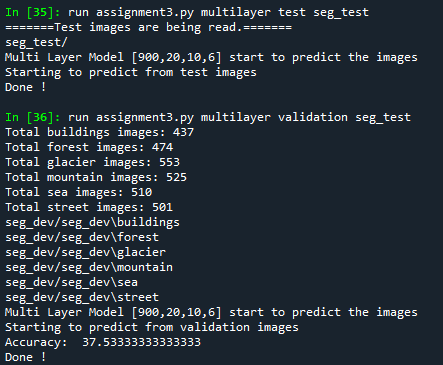 In [35]: run assignment3.py multilayer test seg_test
=======Test images are being read.=======
seg_test/
Multi Layer Model [900,20,10,6] start to predict the images
Starting to predict from test images
Done !
In [36]: run assignment3.py multilayer validation seg_test
Total buildings images: 437
Total forest images: 474
Total glacier images: 553
Total mountain images: 525
Total sea images: 510
Total street images: 501
seg_dev/seg_dev\buildings
seg_dev/seg_dev\forest
seg_dev/seg_dev\glacier
seg_dev/seg_dev\mountain
seg_dev/seg_dev\sea
seg_dev/seg_dev\street
Multi Layer Model [900,20,10,6] start to predict the images
Starting to predict from validation images
Accuracy:  37.53333333333333
Done !